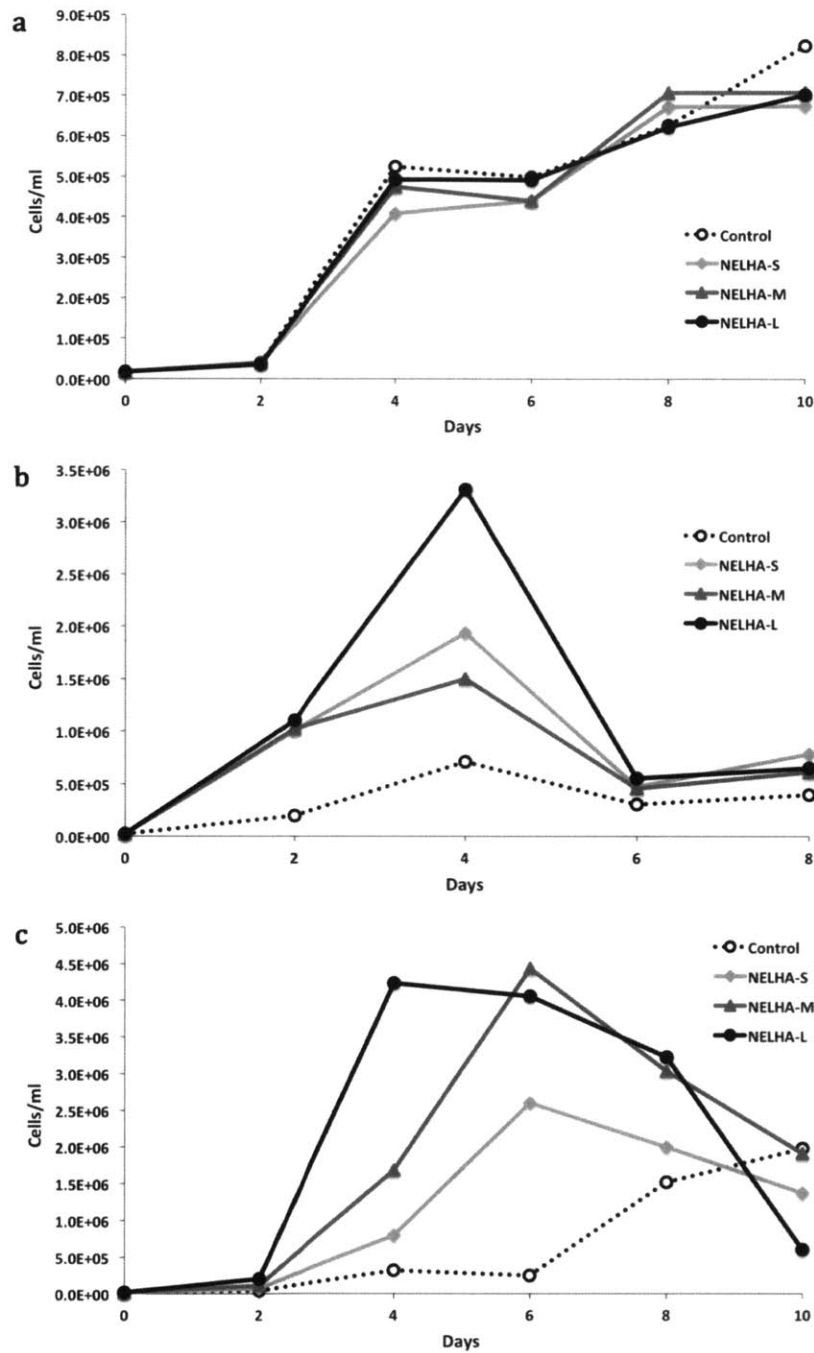 a
9.0E+05
8.0E+05
7.0E+05
6.0E+05
5.0E+05
4.0E+05
3.0E+05
2.0E+05
1.0E+05
0.0E+00
Cells/ml
0 2 4 6 8 10
Days
Control
NELHA-S
NELHA-M
NELHA-L
b
3.5E+06
3.0E+06
2.5E+06
2.0E+06
1.5E+06
1.0E+06
5.0E+05
0.0E+00
Cells/ml
0 2 4 6 8
Days
Control
NELHA-S
NELHA-M
NELHA-L
c
5.0E+06
4.5E+06
4.0E+06
3.5E+06
3.0E+06
2.5E+06
2.0E+06
1.5E+06
1.0E+06
5.0E+05
0.0E+00
Cells/ml
0 2 4 6 8 10
Days
Control
NELHA-S
NELHA-M
NELHA-L